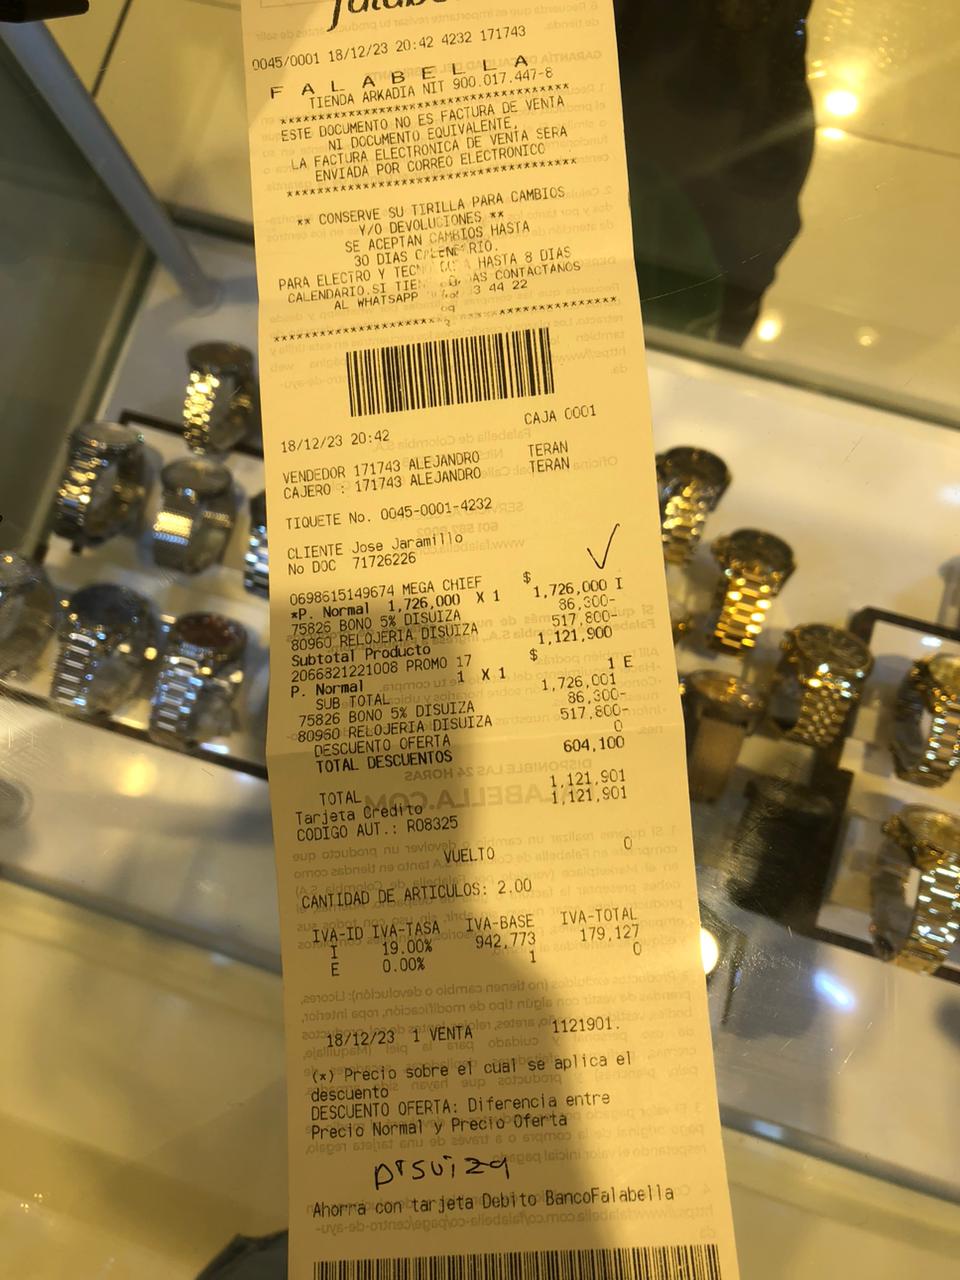 0045/0001 18/12/23 20:42 4232 171743
F A L A B E L L A
TIENDA ARKADIA NIT 900.017.447-8
************************************
ESTE DOCUMENTO NO ES FACTURA DE VENTA
NI DOCUMENTO EQUIVALENTE,
LA FACTURA ELECTRONICA DE VENTA SERA
ENVIADA POR CORREO ELECTRONICO
************************************
** CONSERVE SU TIRILLA PARA CAMBIOS
Y/O DEVOLUCIONES **
SE ACEPTAN CAMBIOS HASTA
30 DIAS CALENDARIO.
PARA ELECTRO Y HASTA 8 DIAS
CALENDARIO.SI CONTACTANOS
AL WHATSAPP 3 44 22
************************************
18/12/23 20:42 CAJA 0001
VENDEDOR 171743 ALEJANDRO TERAN
CAJERO : 171743 ALEJANDRO TERAN
TIQUETE No. 0045-0001-4232
CLIENTE Jose Jaramillo
No DOC 71726226
0698615149674 MEGA CHIEF $
*P. Normal 1,726,000 X 1 1,726,000 I
75826 BONO 5% DISUIZA 86,300-
80960 RELOJERIA DISUIZA 517,800-
Subtotal Producto 1,121,900
2066821221008 PROMO 17 $
P. Normal 1 X 1 1 E
SUB TOTAL 1,726,001
75826 BONO 5% DISUIZA 86,300-
80960 RELOJERIA DISUIZA 517,800-
DESCUENTO OFERTA 0
TOTAL DESCUENTOS 604,100
TOTAL 1,121,901
Tarjeta Credito 1,121,901
CODIGO AUT.: R08325
VUELTO 0
CANTIDAD DE ARTICULOS: 2.00
IVA-ID IVA-TASA IVA-BASE IVA-TOTAL
I 19.00% 942,773 179,127
E 0.00% 1 0
18/12/23 1 VENTA 1121901.
(*) Precio sobre el cual se aplica el
descuento
DESCUENTO OFERTA: Diferencia entre
Precio Normal y Precio Oferta
DISUIZA
Ahorra con tarjeta Debito BancoFalabella